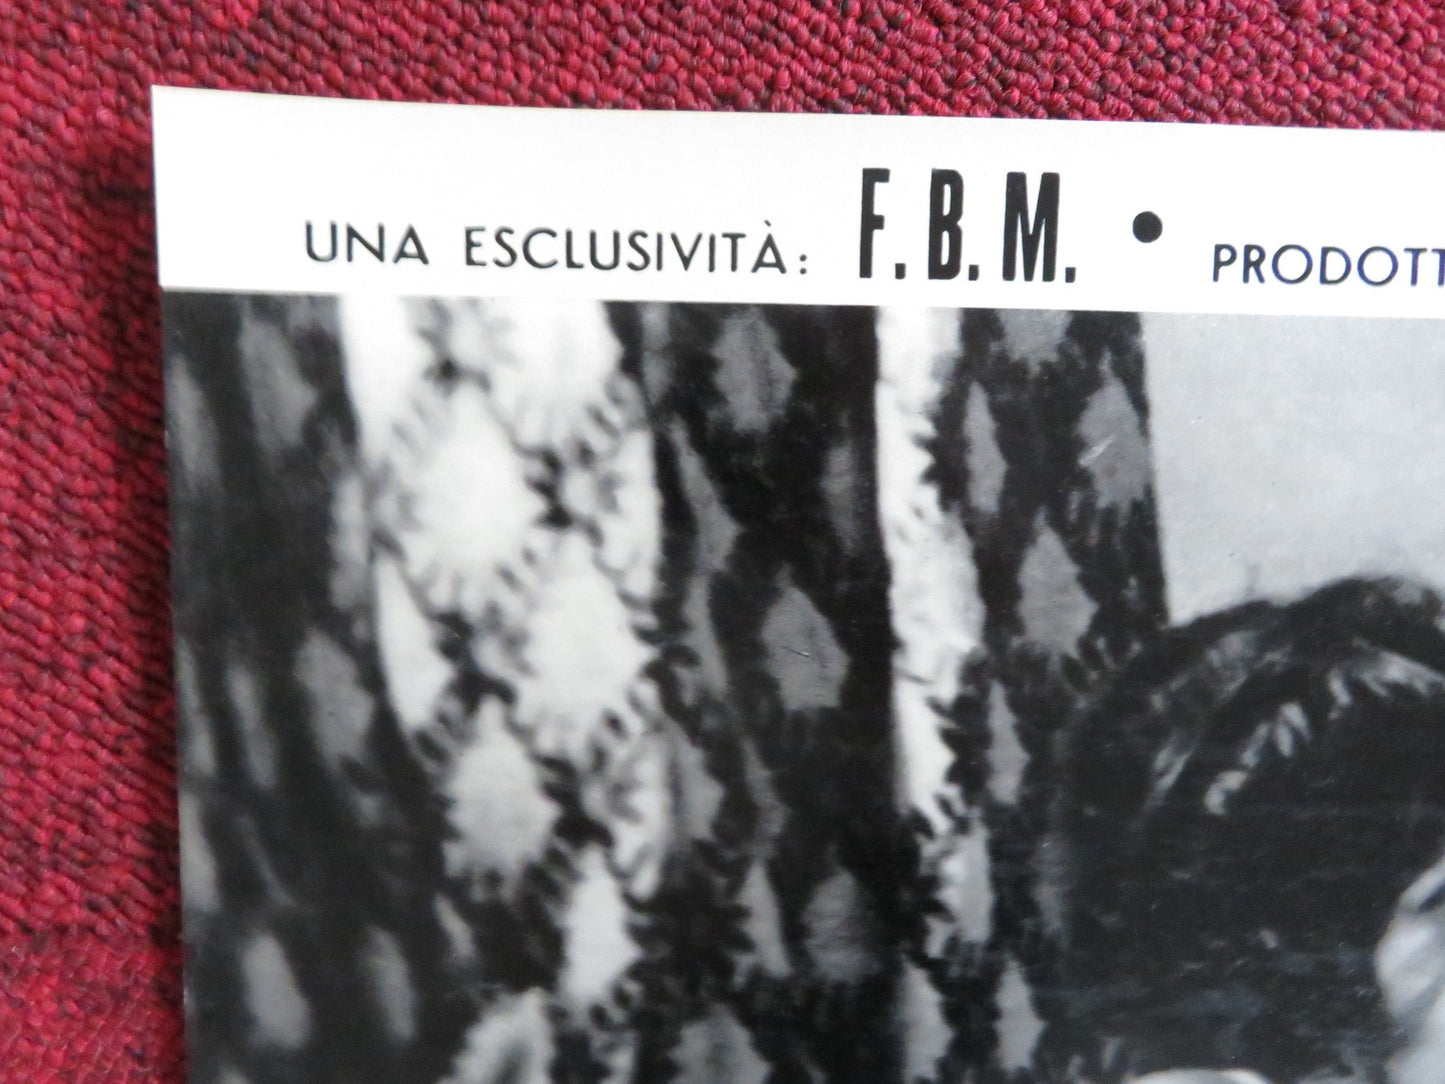 UNA ESCLUSIVITÀ: F.B.M. • PRODOTT